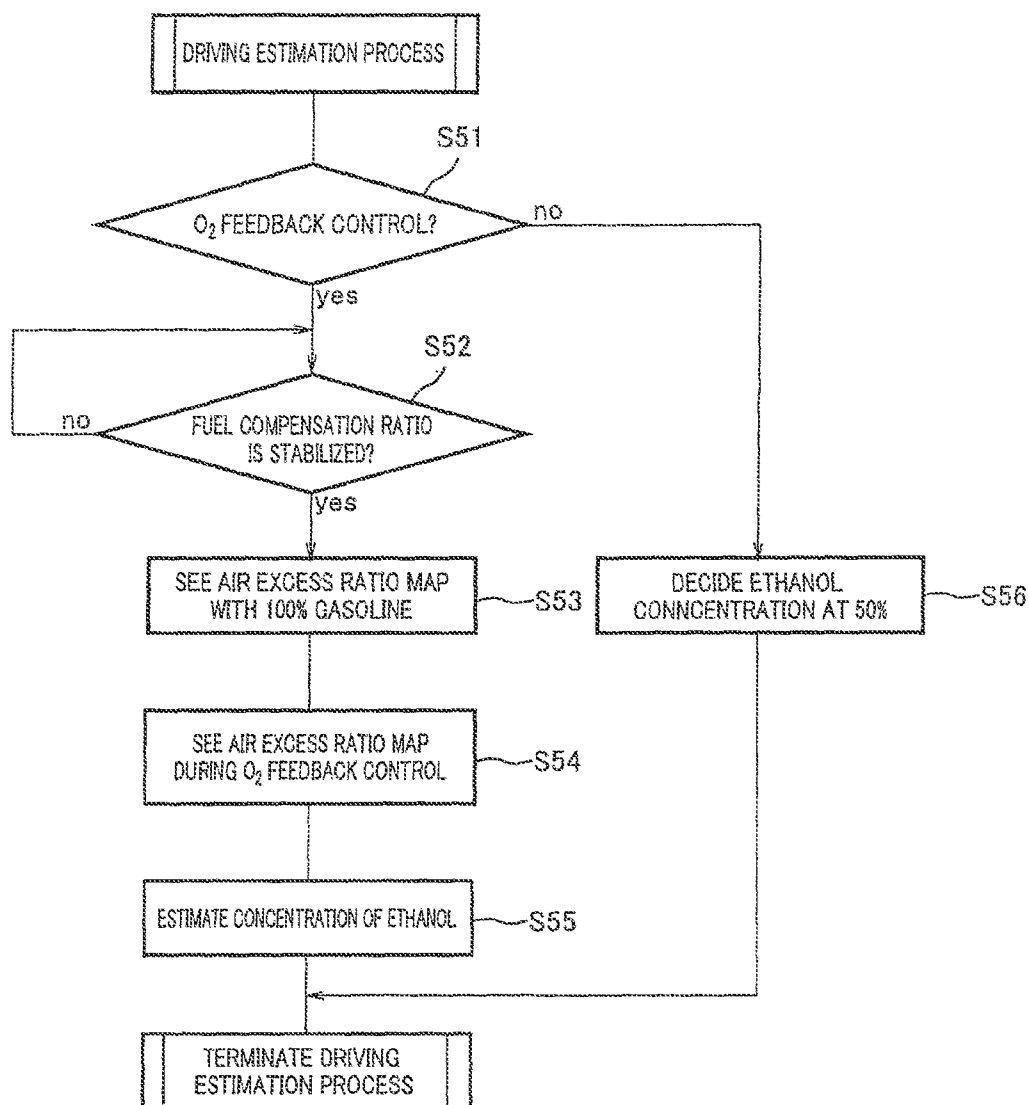 DRIVING ESTIMATION PROCESS
S51
O₂ FEEDBACK CONTROL?
no
yes
S52
no
FUEL COMPENSATION RATIO
IS STABILIZED?
yes
SEE AIR EXCESS RATIO MAP
WITH 100% GASOLINE
S53
DECIDE ETHANOL
CONNCENTRATION AT 50%
S56
SEE AIR EXCESS RATIO MAP
DURING O₂ FEEDBACK CONTROL
S54
ESTIMATE CONCENTRATION OF ETHANOL
S55
TERMINATE DRIVING
ESTIMATION PROCESS